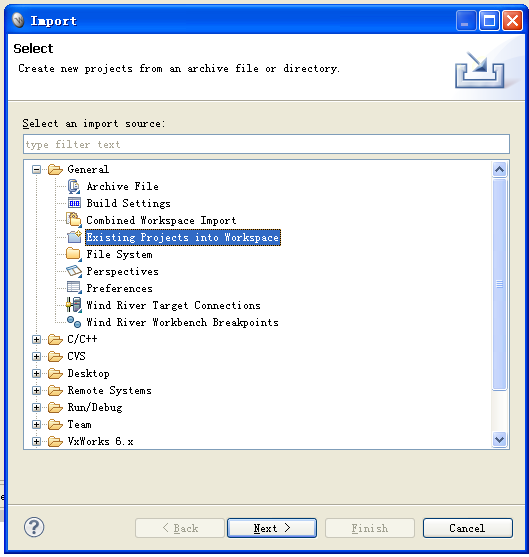 Import
Select
Create new projects from an archive file or directory.
Select an import source:
type filter text
General
Archive File
Build Settings
010
Combined Workspace Import
Existing Projects into Workspace
File System
Perspectives
Preferences
Wind River Target Connections
Wind River Workbench Breakpoints
C/C++
CVS
Desktop
Remote Systems
Run/Debug
Team
VxWorks 6.x
?
< Back
Next >
Finish
Cancel